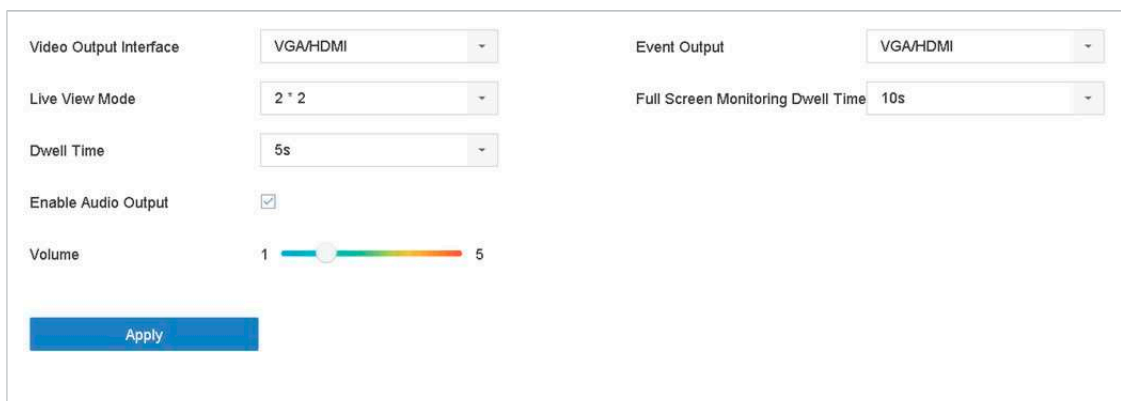 Video Output Interface VGA/HDMI Event Output VGA/HDMI
Live View Mode 2 * 2 Full Screen Monitoring Dwell Time 10s
Dwell Time 5s
Enable Audio Output
Volume 1 5
Apply